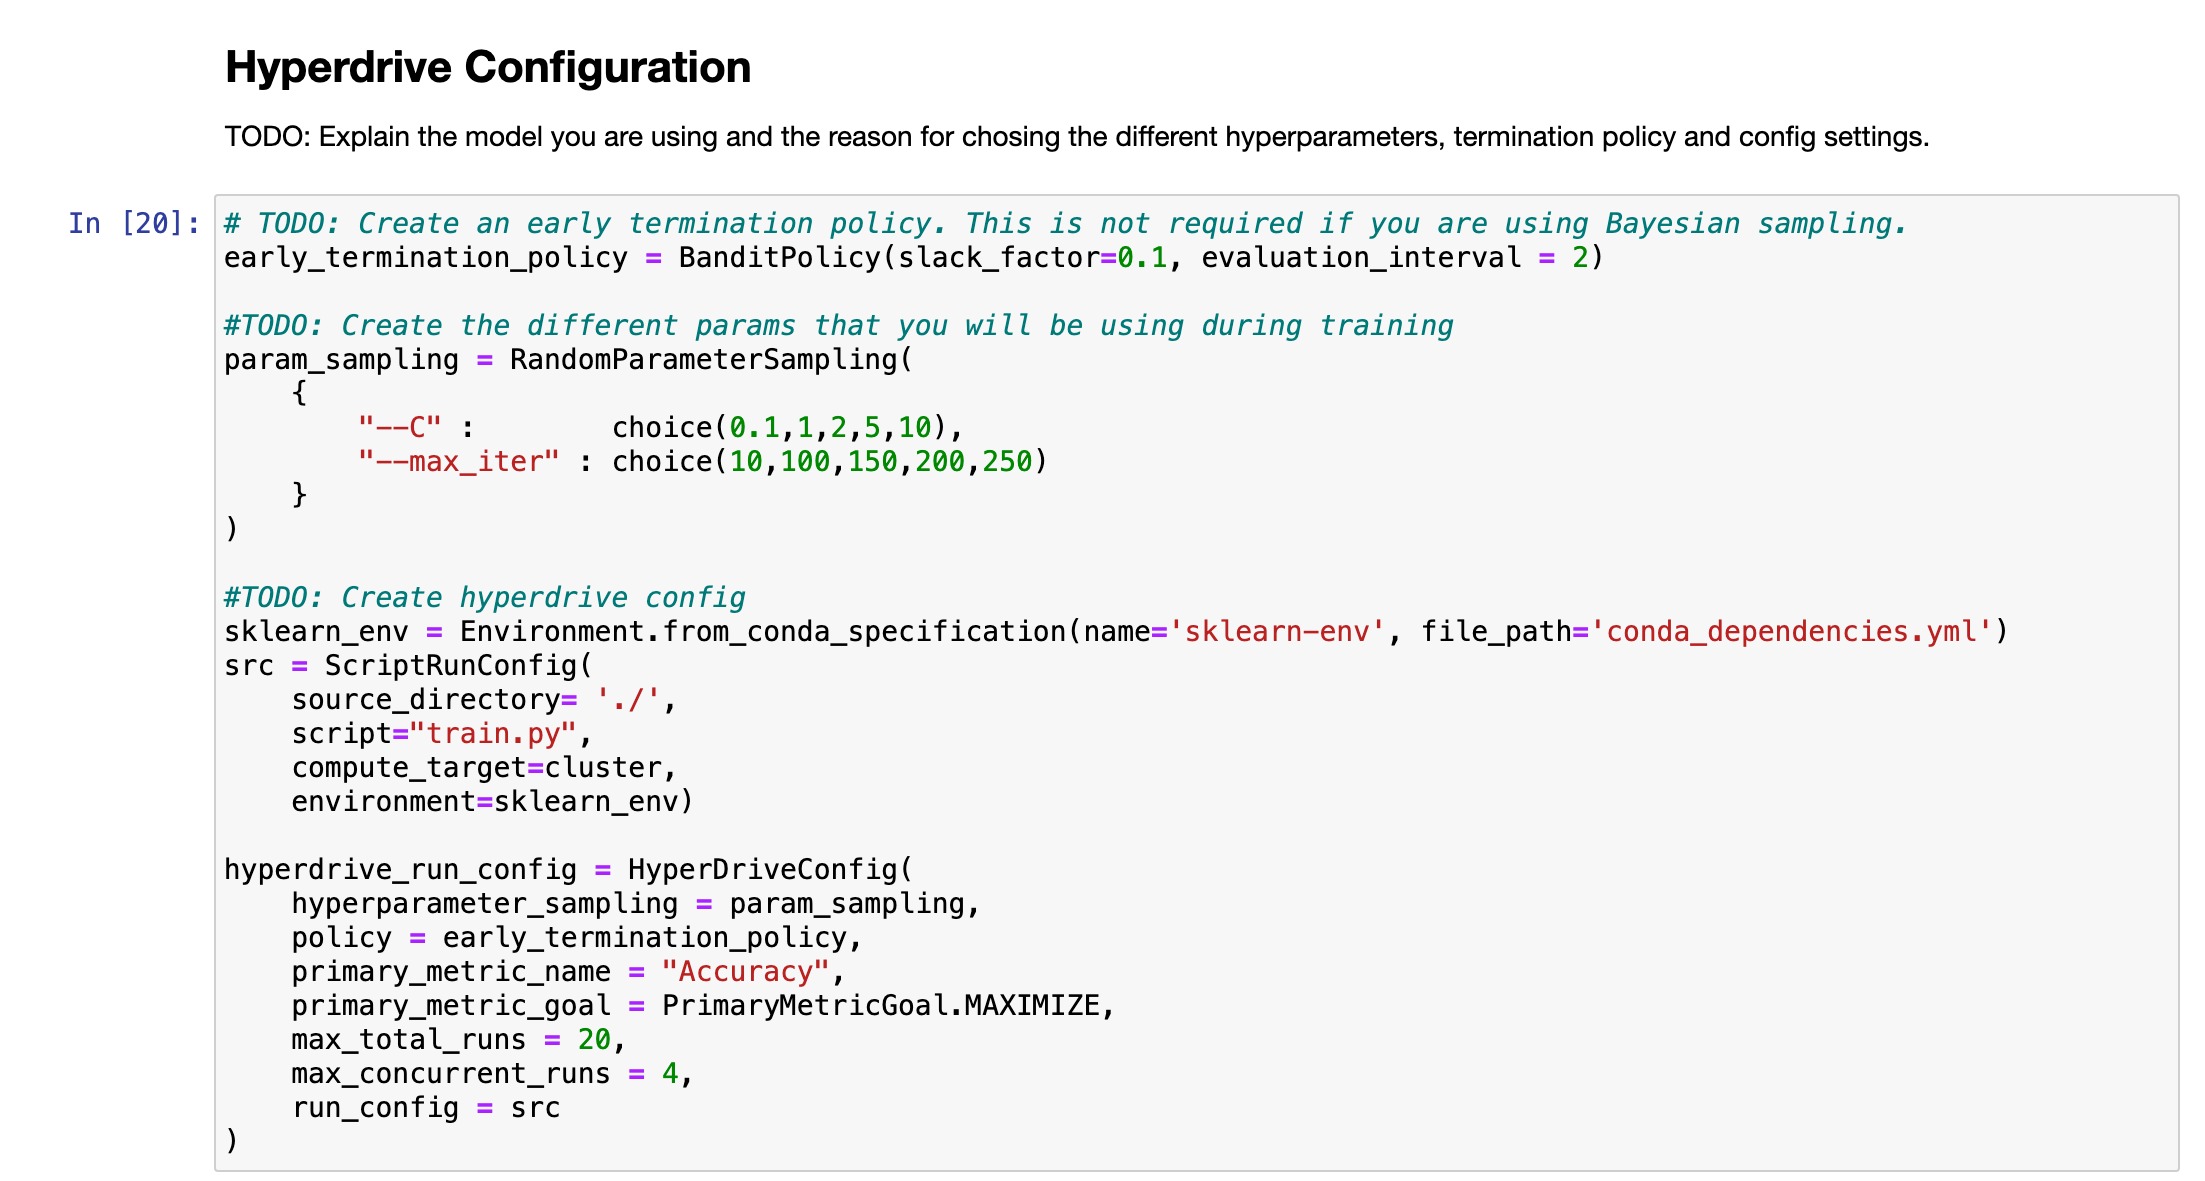 Hyperdrive Configuration
TODO: Explain the model you are using and the reason for chosing the different hyperparameters, termination policy and config settings.
In [20]: # TODO: Create an early termination policy. This is not required if you are using Bayesian sampling.
early_termination_policy = BanditPolicy(slack_factor=0.1, evaluation_interval = 2)

#TODO: Create the different params that you will be using during training
param_sampling = RandomParameterSampling(
    {
        "--C" :        choice(0.1,1,2,5,10),
        "--max_iter" : choice(10,100,150,200,250)
    }
)

#TODO: Create hyperdrive config
sklearn_env = Environment.from_conda_specification(name='sklearn-env', file_path='conda_dependencies.yml')
src = ScriptRunConfig(
    source_directory= './',
    script="train.py",
    compute_target=cluster,
    environment=sklearn_env)

hyperdrive_run_config = HyperDriveConfig(
    hyperparameter_sampling = param_sampling,
    policy = early_termination_policy,
    primary_metric_name = "Accuracy",
    primary_metric_goal = PrimaryMetricGoal.MAXIMIZE,
    max_total_runs = 20,
    max_concurrent_runs = 4,
    run_config = src
)